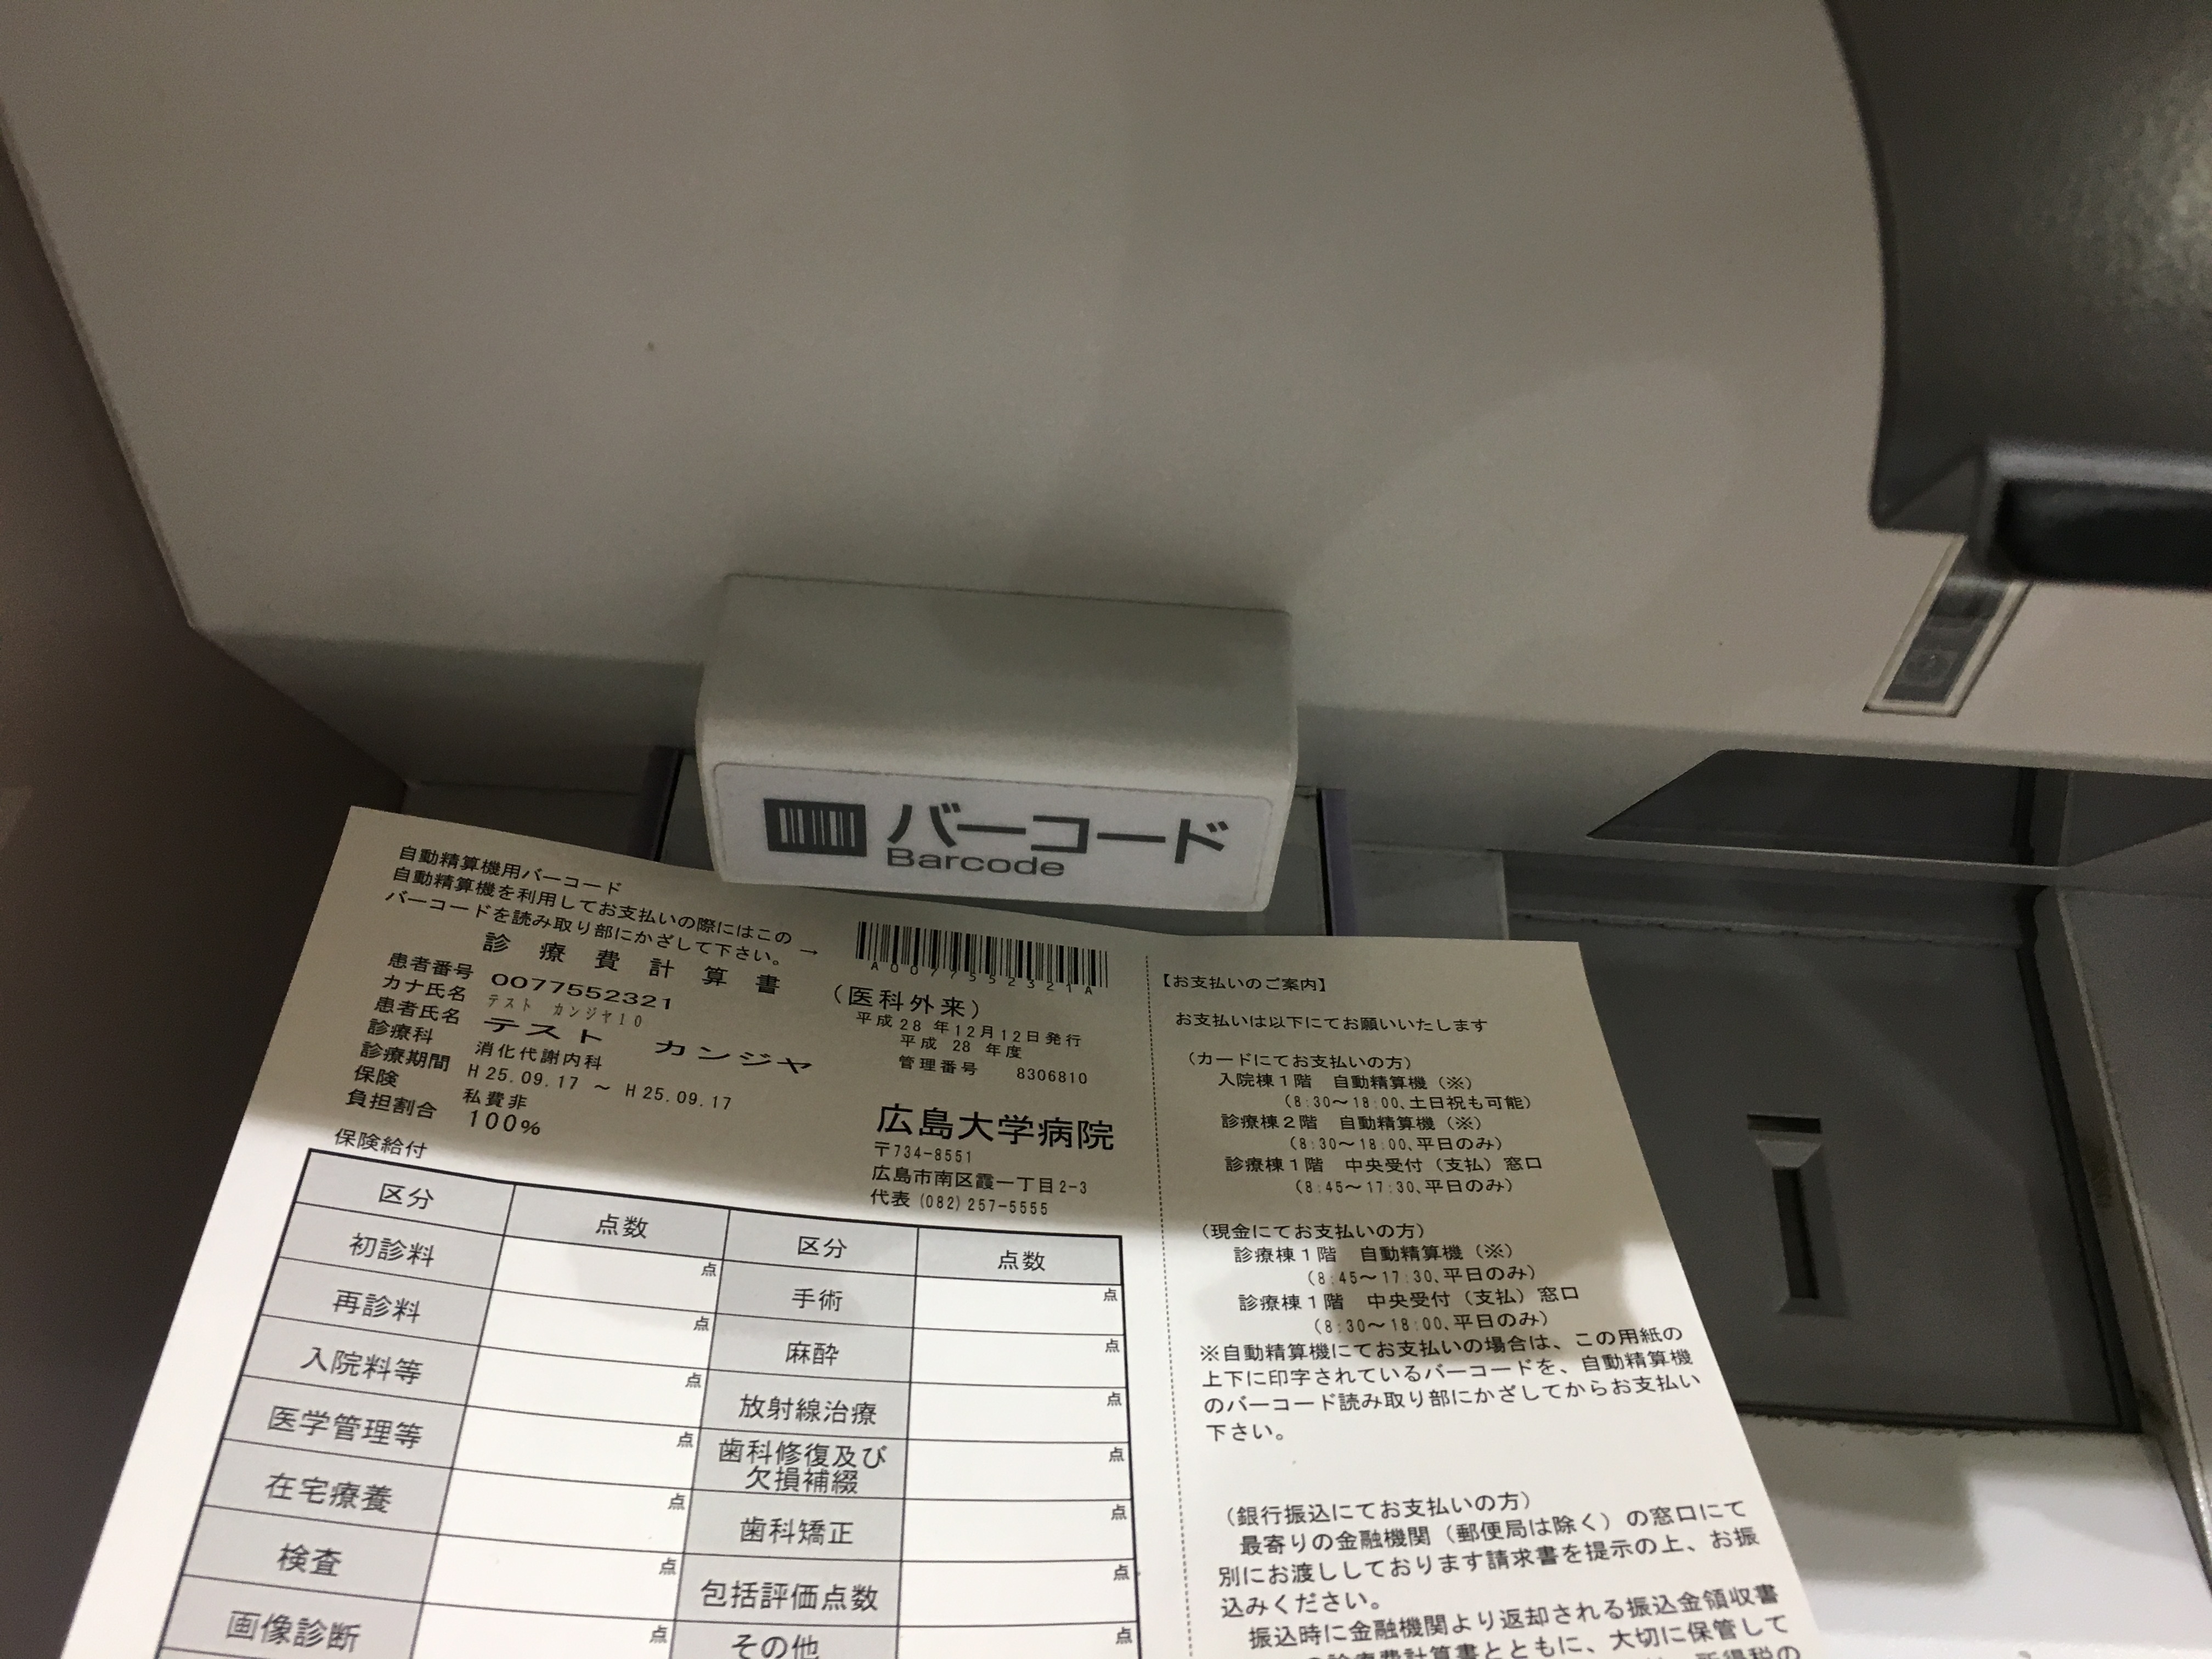 バーコード
Barcode
自動精算機用バーコード
自動精算機を利用してお支払いの際にはこの
バーコードを読み取り部にかざして下さい。 →
A0077552321A
診療費計算書
(医科外来)
患者番号 0077552321
カナ氏名 テスト カンジヤ10
患者氏名 テスト カンジヤ
診療科 消化代謝内科
診療期間 H25.09.17 ～ H25.09.17
保険 私費非
負担割合 100%
平成28年12月12日発行
平成 28 年度
管理番号 8306810
広島大学病院
〒734-8551
広島市南区霞一丁目2-3
代表 (082)257-5555
保険給付
区分 点数 区分 点数
初診料 点 手術 点
再診料 点 麻酔 点
入院料等 点 放射線治療 点
医学管理等 点 歯科修復及び
欠損補綴 点
在宅療養 点 歯科矯正 点
検査 点 包括評価点数 点
画像診断 点 その他 点
【お支払いのご案内】
お支払いは以下にてお願いいたします
(カードにてお支払いの方)
入院棟1階 自動精算機(※)
(8:30～18:00、土日祝も可能)
診療棟2階 自動精算機(※)
(8:30～18:00、平日のみ)
診療棟1階 中央受付(支払)窓口
(8:45～17:30、平日のみ)
(現金にてお支払いの方)
診療棟1階 自動精算機(※)
(8:45～17:30、平日のみ)
診療棟1階 中央受付(支払)窓口
(8:30～18:00、平日のみ)
※自動精算機にてお支払いの場合は、この用紙の
上下に印字されているバーコードを、自動精算機
のバーコード読み取り部にかざしてからお支払い
下さい。
(銀行振込にてお支払いの方)
最寄りの金融機関(郵便局は除く)の窓口にて
別にお渡ししております請求書を提示の上、お振
込みください。
振込時に金融機関より返却される振込金領収書
診療費計算書とともに、大切に保管して
所得税の